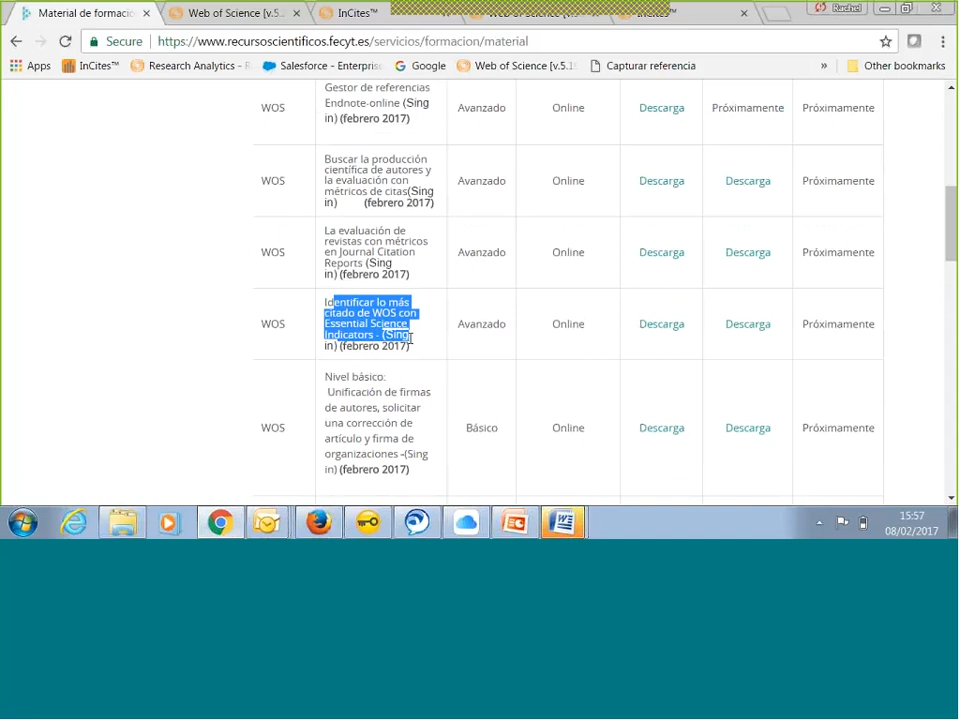 Material de formacio
Web of Science [v.5.2
InCites™
Rachel
Secure
https://www.recursoscientificos.fecyt.es/servicios/formacion/material
Apps
InCites™
Research Analytics - R
Salesforce - Enterpris
Google
Web of Science [v.5.1
Capturar referencia
»
Other bookmarks
WOS
Gestor de referencias
Endnote-online (Sing
in) (febrero 2017)
Avanzado
Online
Descarga
Próximamente
Próximamente
WOS
Buscar la producción
científica de autores y
la evaluación con
métricos de citas(Sing
in) (febrero 2017)
Avanzado
Online
Descarga
Descarga
Próximamente
WOS
La evaluación de
revistas con métricos
en Journal Citation
Reports (Sing
in) (febrero 2017)
Avanzado
Online
Descarga
Descarga
Próximamente
WOS
Identificar lo más
citado de WOS con
Essential Science
Indicators - (Sing
in) (febrero 2017)
Avanzado
Online
Descarga
Descarga
Próximamente
WOS
Nivel básico:
Unificación de firmas
de autores, solicitar
una corrección de
artículo y firma de
organizaciones -(Sing
in) (febrero 2017)
Básico
Online
Descarga
Descarga
Próximamente
15:57
08/02/2017